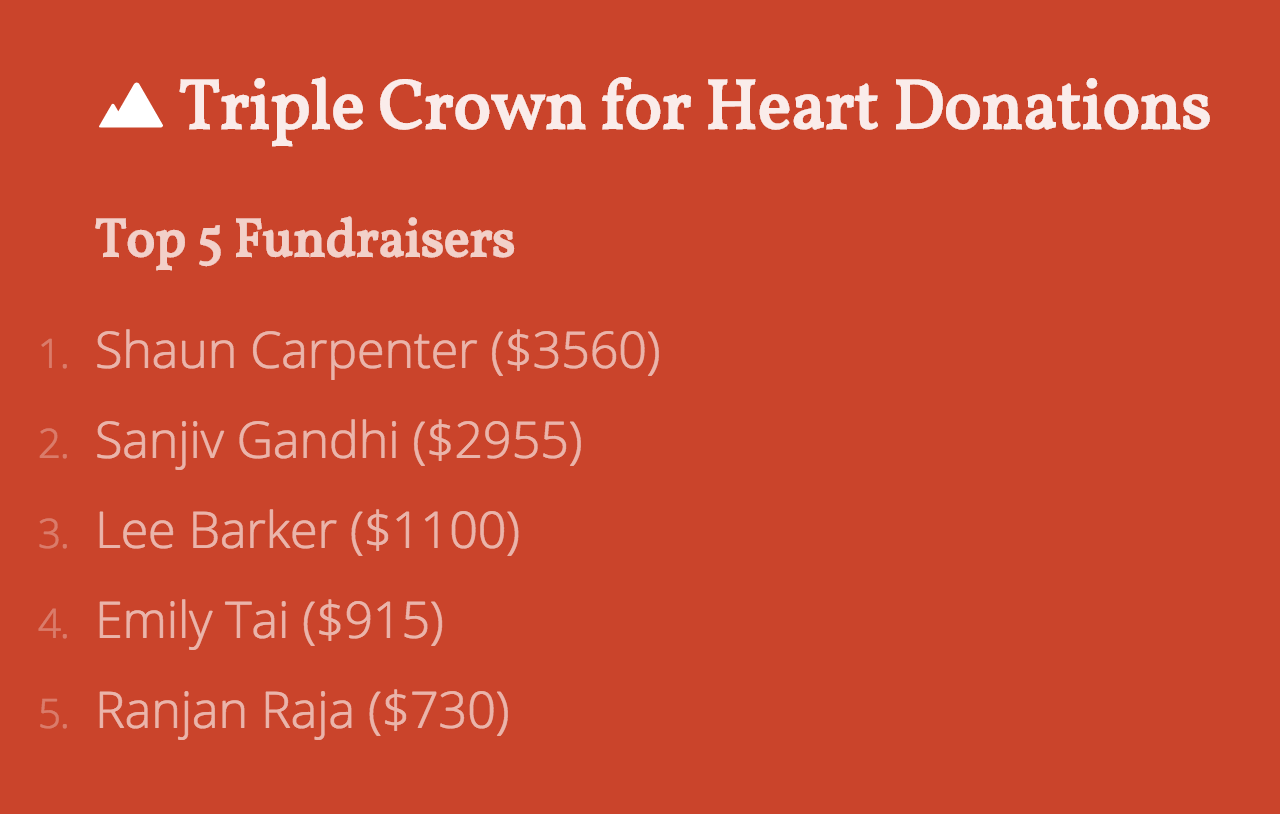 Triple Crown for Heart Donations
Top 5 Fundraisers
1. Shaun Carpenter ($3560)
2. Sanjiv Gandhi ($2955)
3. Lee Barker ($1100)
4. Emily Tai ($915)
5. Ranjan Raja ($730)